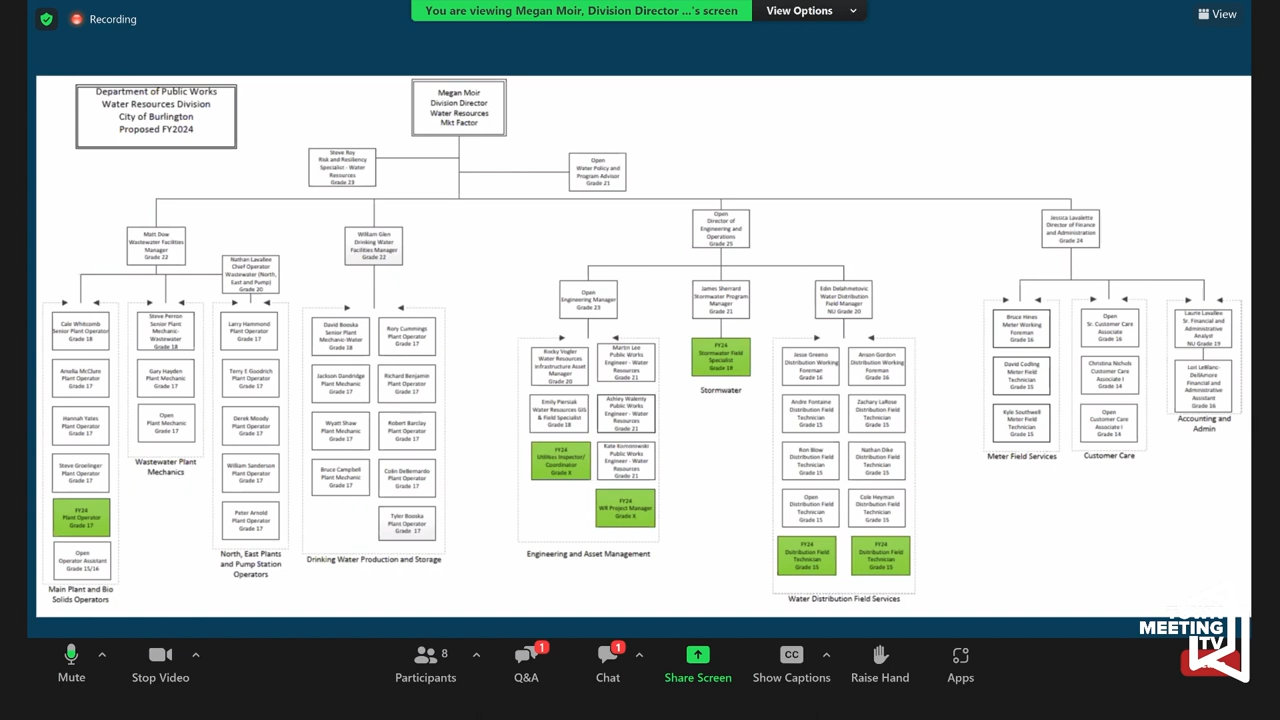 Recording
You are viewing Megan Moir, Division Director ...'s screen
View Options
View
Department of Public Works
Water Resources Division
City of Burlington
Proposed FY2024
Megan Moir
Division Director
Water Resources
Mkt Factor
Steve Roy
Risk and Resiliency
Specialist - Water
Resources
Grade 23
Open
Water Policy and
Program Advisor
Grade 21
Matt Dow
Wastewater Facilities
Manager
Grade 22
Nathan Lavallee
Chief Operator
Wastewater (North,
East and Pump)
Grade 20
William Glen
Drinking Water
Facilities Manager
Grade 22
Open
Director of
Engineering and
Operations
Grade 25
Jessica Lavalette
Director of Finance
and Administration
Grade 24
Open
Engineering Manager
Grade 23
James Sherrard
Stormwater Program
Manager
Grade 21
Edin Delahmetovic
Water Distribution Field
Manager
NU Grade 20
Cale Whitcomb
Senior Plant Operator
Grade 18
Amelia McClure
Plant Operator
Grade 17
Hannah Yates
Plant Operator
Grade 17
Steve Groelinger
Plant Operator
Grade 17
FY24
Plant Operator
Grade 17
Open
Operator Assistant
Grade 15/16
Main Plant and Bio
Solids Operators
Steve Perron
Senior Plant
Mechanic-
Wastewater
Grade 18
Gary Hayden
Plant Mechanic
Grade 17
Open
Plant Mechanic
Grade 17
Wastewater Plant
Mechanics
Larry Hammond
Plant Operator
Grade 17
Terry E Goodrich
Plant Operator
Grade 17
Derek Moody
Plant Operator
Grade 17
William Sanderson
Plant Operator
Grade 17
Peter Arnold
Plant Operator
Grade 17
North, East Plants
and Pump Station
Operators
David Booska
Senior Plant
Mechanic-Water
Grade 18
Jackson Dandridge
Plant Mechanic
Grade 17
Wyatt Shaw
Plant Mechanic
Grade 17
Bruce Campbell
Plant Mechanic
Grade 17
Rory Cummings
Plant Operator
Grade 17
Richard Benjamin
Plant Operator
Grade 17
Robert Barclay
Plant Operator
Grade 17
Colin DeBernardo
Plant Operator
Grade 17
Tyler Booska
Plant Operator
Grade 17
Drinking Water Production and Storage
Rocky Vogler
Water Resources
Infrastructure Asset
Manager
Grade 20
Emily Piersiak
Water Resources GIS
& Field Specialist
Grade 18
FY24
Utilities Inspector/
Coordinator
Grade X
Martin Lee
Public Works
Engineer - Water
Resources
Grade 21
Ashley Walenty
Public Works
Engineer - Water
Resources
Grade 21
Kate
Public Works
Engineer - Water
Resources
Grade 21
FY24
WR Project Manager
Grade X
Engineering and Asset Management
FY24
Stormwater Field
Specialist
Grade 18
Stormwater
Jesse Greeno
Distribution Working
Foreman
Grade 16
Andre Fontaine
Distribution Field
Technician
Grade 15
Ron Blow
Distribution Field
Technician
Grade 15
Open
Distribution Field
Technician
Grade 15
FY24
Distribution Field
Technician
Grade 15
Anson Gordon
Distribution Working
Foreman
Grade 16
Zachary LaRose
Distribution Field
Technician
Grade 15
Nathan Dike
Distribution Field
Technician
Grade 15
Cole Heyman
Distribution Field
Technician
Grade 15
FY24
Distribution Field
Technician
Grade 15
Water Distribution Field Services
Bruce Hines
Meter Working
Foreman
Grade 16
David Codling
Meter Field
Technician
Grade 15
Kyle Southwell
Meter Field
Technician
Grade 15
Meter Field Services
Open
Sr. Customer Care
Associate
Grade 16
Christina Nichols
Customer Care
Associate I
Grade 14
Open
Customer Care
Associate I
Grade 14
Customer Care
Laurie Lavallee
Sr. Financial and
Administrative
Analyst
NU Grade 19
Lori LeBlanc-
DeBAmore
Financial and
Administrative
Assistant
Grade 16
Accounting and
Admin
MEETING
TV
Mute
Stop Video
Participants
8
Q&A
1
Chat
1
Share Screen
CC
Show Captions
Raise Hand
Apps